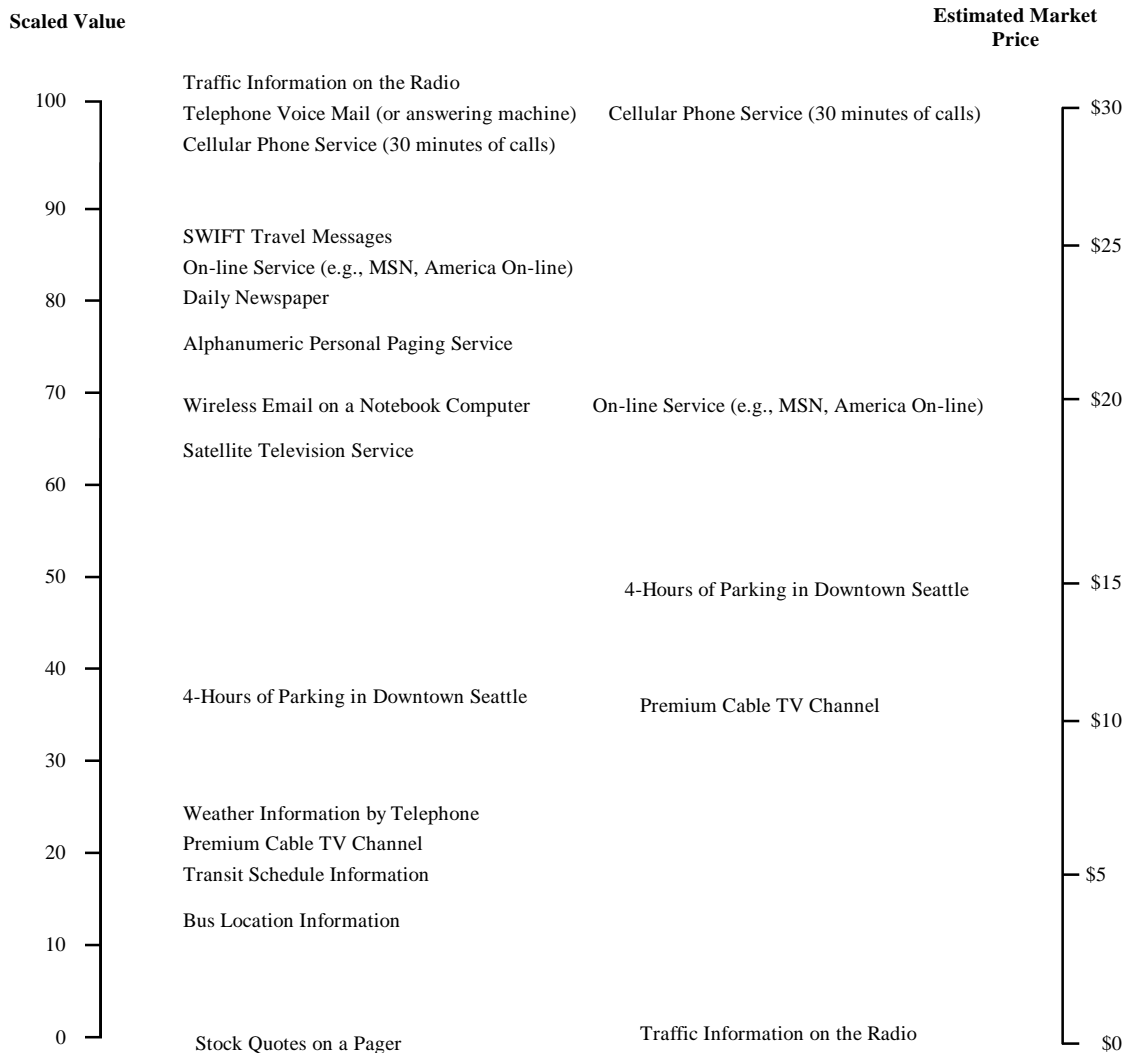 Scaled Value
Estimated Market
Price
Traffic Information on the Radio
100
$30
Telephone Voice Mail (or answering machine)
Cellular Phone Service (30 minutes of calls)
Cellular Phone Service (30 minutes of calls)
90
SWIFT Travel Messages
$25
On-line Service (e.g., MSN, America On-line)
80
Daily Newspaper
Alphanumeric Personal Paging Service
70
$20
Wireless Email on a Notebook Computer
On-line Service (e.g., MSN, America On-line)
Satellite Television Service
60
50
$15
4-Hours of Parking in Downtown Seattle
40
4-Hours of Parking in Downtown Seattle
Premium Cable TV Channel
$10
30
Weather Information by Telephone
Premium Cable TV Channel
20
Transit Schedule Information
$5
Bus Location Information
10
0
Stock Quotes on a Pager
Traffic Information on the Radio
$0